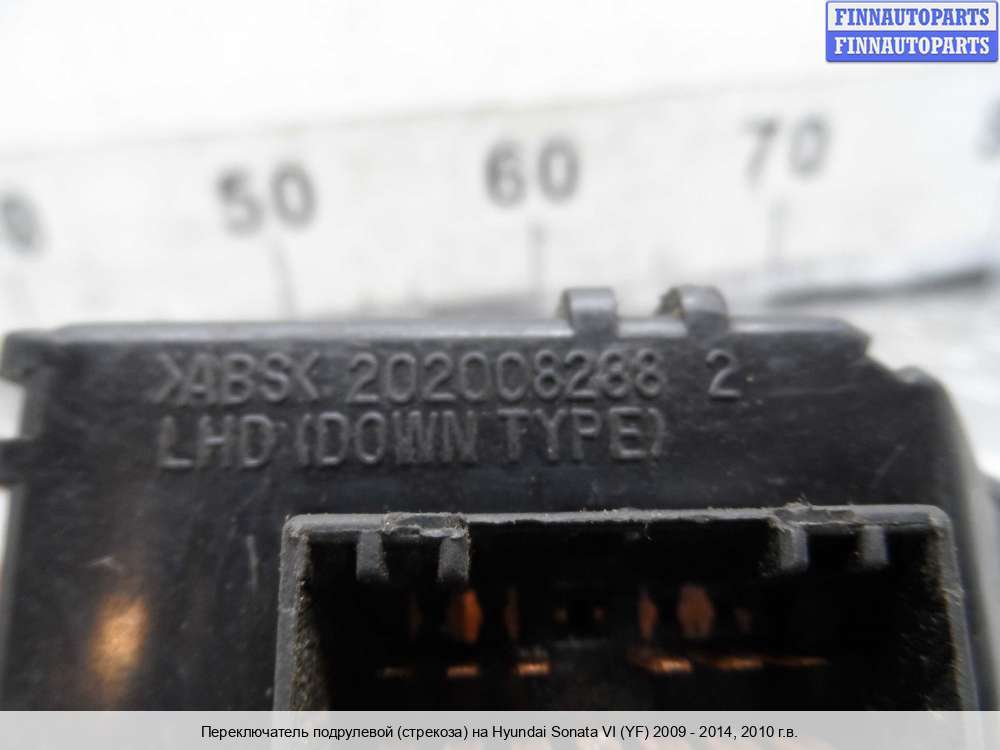 FINNAUTOPARTS
FINNAUTOPARTS
50 60 70
>ABS< 202008288 2
LHD (DOWN TYPE)
Переключатель подрулевой (стрекоза) на Hyundai Sonata VI (YF) 2009 - 2014, 2010 г.в.